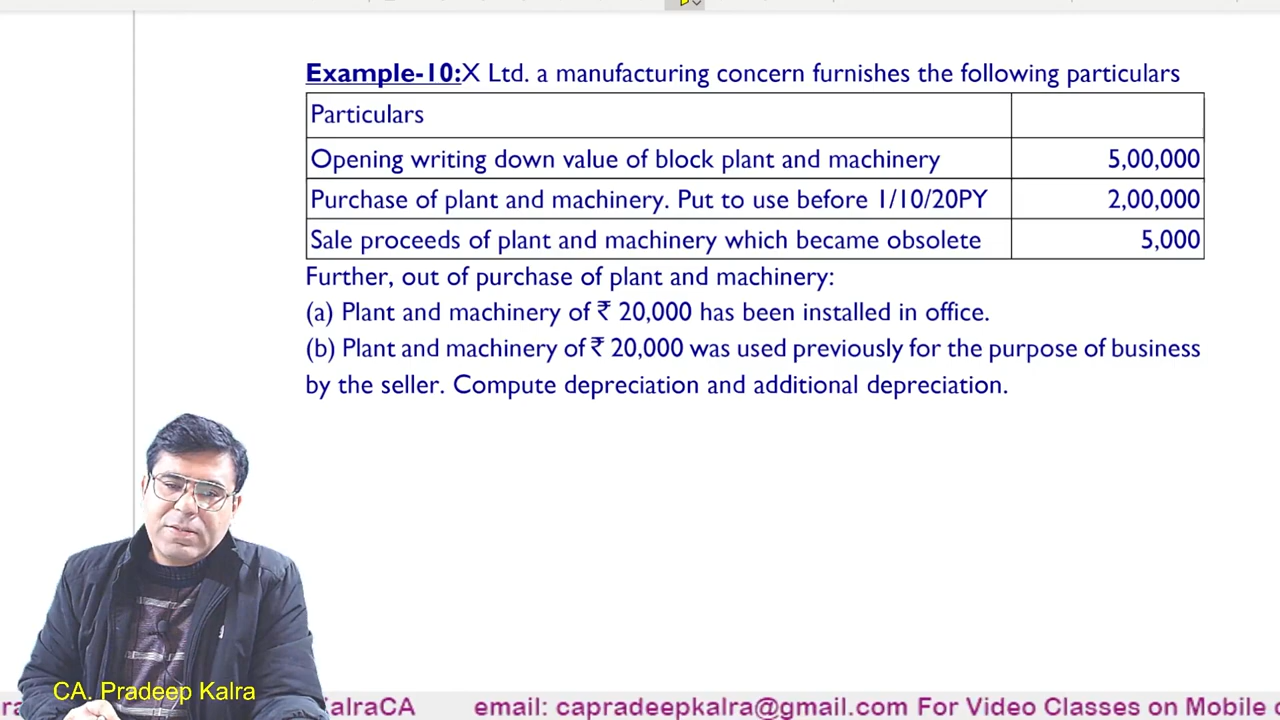 Example-10:X Ltd. a manufacturing concern furnishes the following particulars
Particulars
Opening writing down value of block plant and machinery 5,00,000
Purchase of plant and machinery. Put to use before 1/10/20PY 2,00,000
Sale proceeds of plant and machinery which became obsolete 5,000
Further, out of purchase of plant and machinery:
(a) Plant and machinery of ₹ 20,000 has been installed in office.
(b) Plant and machinery of ₹ 20,000 was used previously for the purpose of business
by the seller. Compute depreciation and additional depreciation.
CA. Pradeep Kalra
alraCA email: capradeepkalra@gmail.com For Video Classes on Mobile